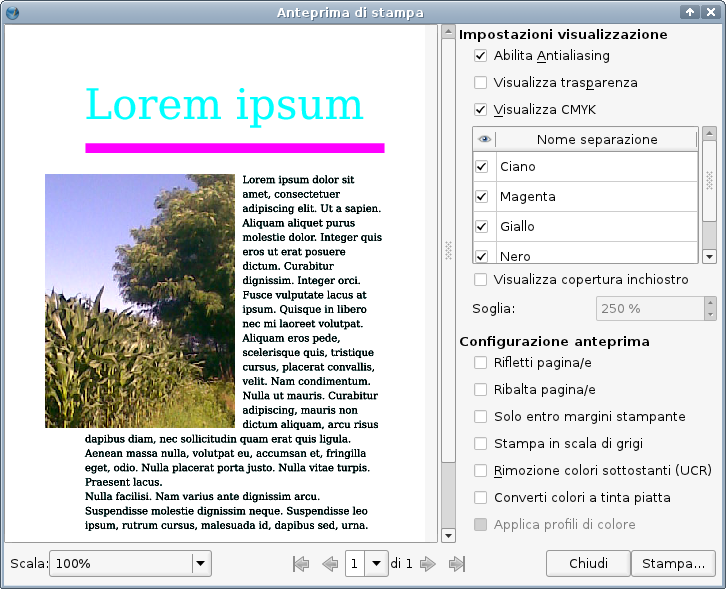 Anteprima di stampa
Lorem ipsum
Lorem ipsum dolor sit
amet, consectetuer
adipiscing elit. Ut a sapien.
Aliquam aliquet purus
molestie dolor. Integer quis
eros ut erat posuere
dictum. Curabitur
dignissim. Integer orci.
Fusce vulputate lacus at
ipsum. Quisque in libero
nec mi laoreet volutpat.
Aliquam eros pede,
scelerisque quis, tristique
cursus, placerat convallis,
velit. Nam condimentum.
Nulla ut mauris. Curabitur
adipiscing, mauris non
dictum aliquam, arcu risus
dapibus diam, nec sollicitudin quam erat quis ligula.
Aenean massa nulla, volutpat eu, accumsan et, fringilla
eget, odio. Nulla placerat porta justo. Nulla vitae turpis.
Praesent lacus.
Nulla facilisi. Nam varius ante dignissim arcu.
Suspendisse molestie dignissim neque. Suspendisse leo
ipsum, rutrum cursus, malesuada id, dapibus sed, urna.
Impostazioni visualizzazione
Abilita Antialiasing
Visualizza trasparenza
Visualizza CMYK
Nome separazione
Ciano
Magenta
Giallo
Nero
Visualizza copertura inchiostro
Soglia: 250 %
Configurazione anteprima
Rifletti pagina/e
Ribalta pagina/e
Solo entro margini stampante
Stampa in scala di grigi
Rimozione colori sottostanti (UCR)
Converti colori a tinta piatta
Applica profili di colore
Scala: 100% 1 di 1 Chiudi Stampa...